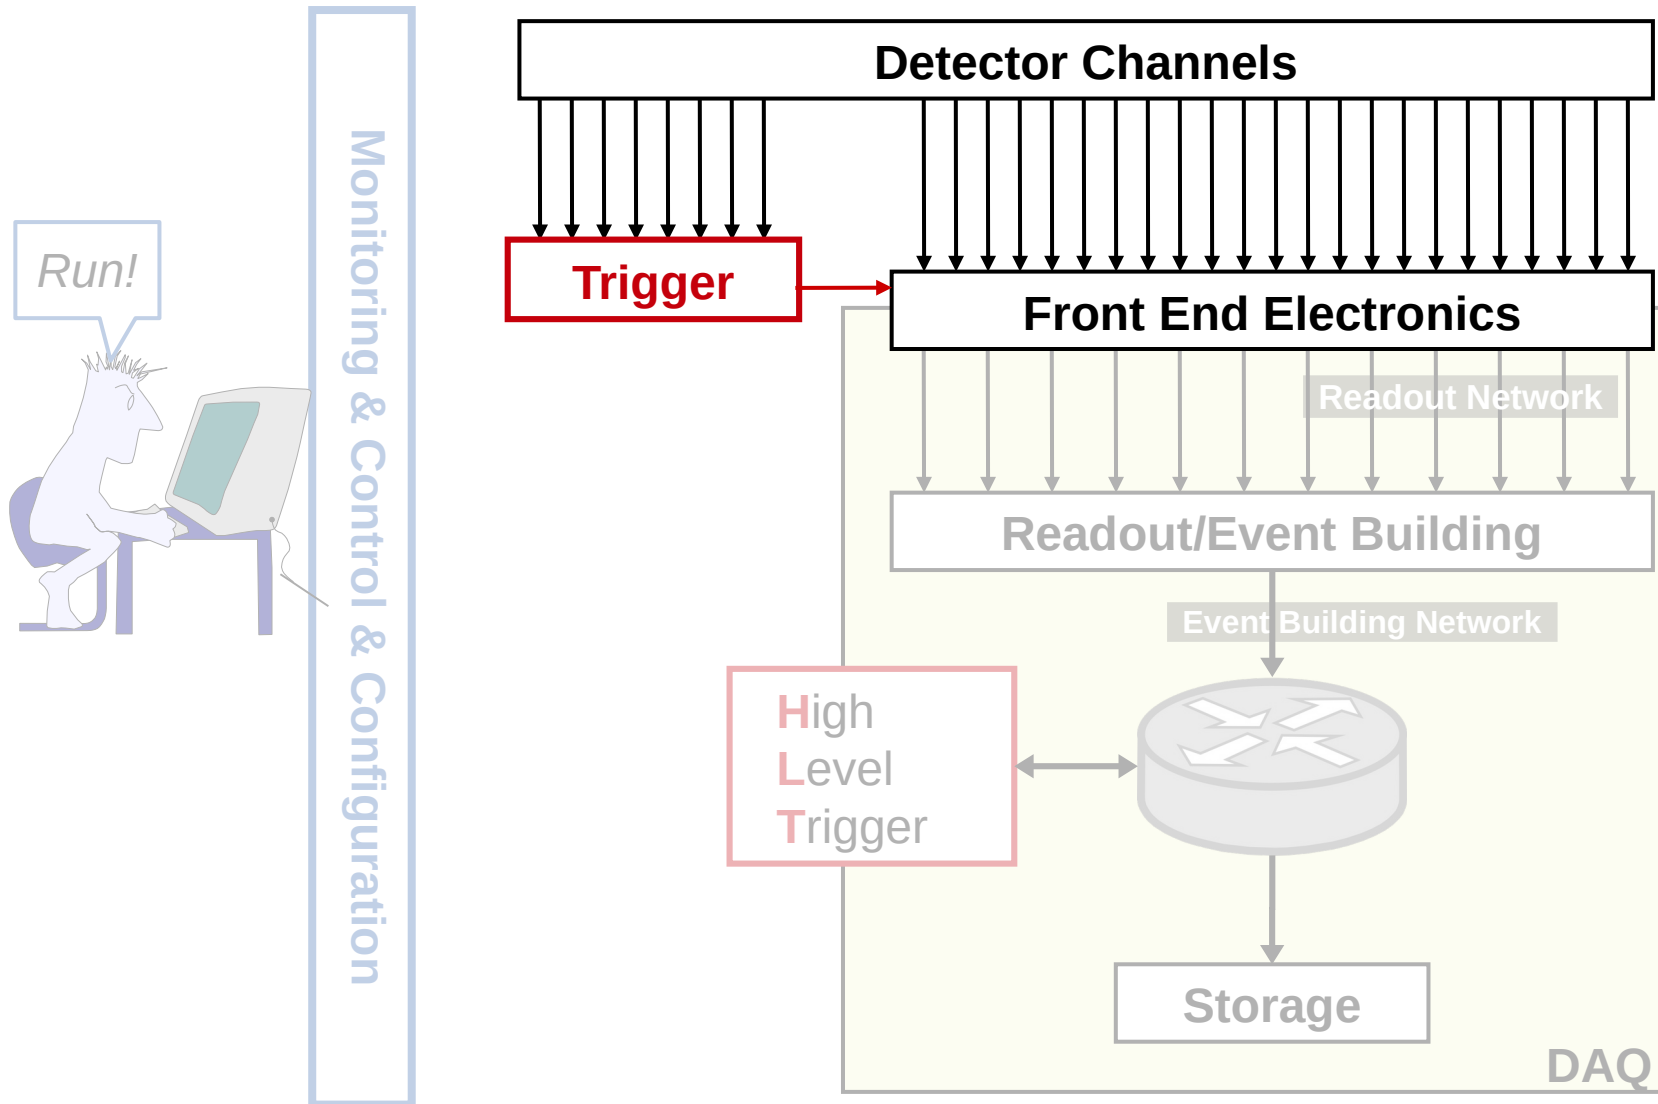 Detector Channels
Run!
Monitoring & Control & Configuration
Trigger
Front End Electronics
Readout Network
Readout/Event Building
Event Building Network
High
Level
Trigger
Storage
DAQ